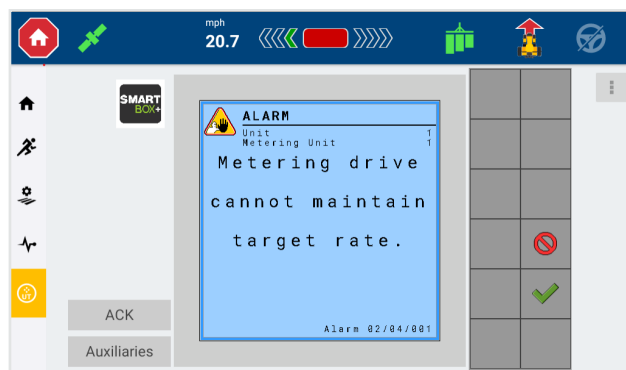 mph
20.7
SMART
BOX+
ALARM
Unit 1
Metering Unit 1
Metering drive
cannot maintain
target rate.
Alarm 02/04/001
UT
ACK
Auxiliaries